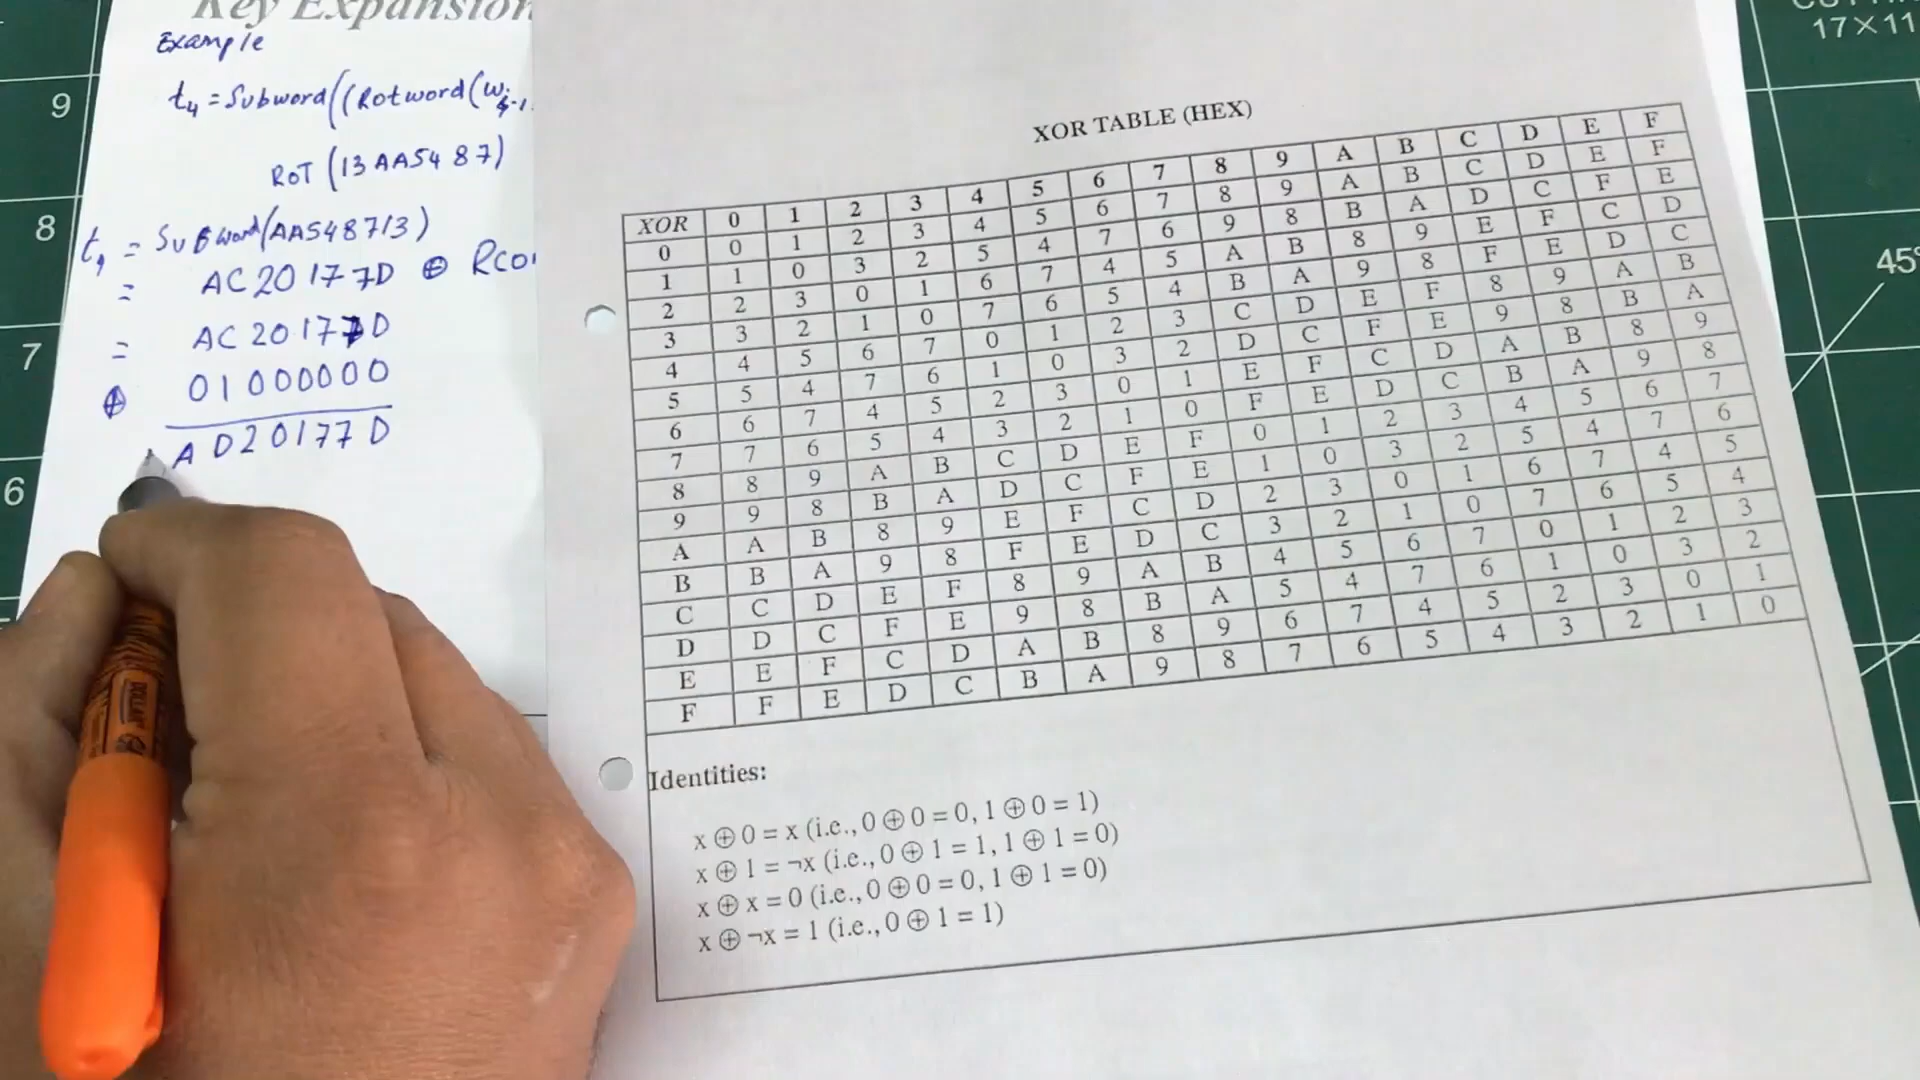 Key Expansion
Example
t4 = Subword((Rotword(W
ROT (13 AA54 87)
t4 = SUBword(AA548713)
= AC20177D ⊕ RCo
= AC20177D
⊕ 01000000
AD20177D
XOR TABLE (HEX)
XOR 0 1 2 3 4 5 6 7 8 9 A B C D E F
0 0 1 2 3 4 5 6 7 8 9 A B C D E F
1 1 0 3 2 5 4 7 6 9 8 B A D C F E
2 2 3 0 1 6 7 4 5 A B 8 9 E F C D
3 3 2 1 0 7 6 5 4 B A 9 8 F E D C
4 4 5 6 7 0 1 2 3 C D E F 8 9 A B
5 5 4 7 6 1 0 3 2 D C F E 9 8 B A
6 6 7 4 5 2 3 0 1 E F C D A B 8 9
7 7 6 5 4 3 2 1 0 F E D C B A 9 8
8 8 9 A B C D E F 0 1 2 3 4 5 6 7
9 9 8 B A D C F E 1 0 3 2 5 4 7 6
A A B 8 9 E F C D 2 3 0 1 6 7 4 5
B B A 9 8 F E D C 3 2 1 0 7 6 5 4
C C D E F 8 9 A B 4 5 6 7 0 1 2 3
D D C F E 9 8 B A 5 4 7 6 1 0 3 2
E E F C D A B 8 9 6 7 4 5 2 3 0 1
F F E D C B A 9 8 7 6 5 4 3 2 1 0
Identities:
x ⊕ 0 = x (i.e., 0 ⊕ 0 = 0, 1 ⊕ 0 = 1)
x ⊕ 1 = ¬x (i.e., 0 ⊕ 1 = 1, 1 ⊕ 1 = 0)
x ⊕ x = 0 (i.e., 0 ⊕ 0 = 0, 1 ⊕ 1 = 0)
x ⊕ ¬x = 1 (i.e., 0 ⊕ 1 = 1)
9
8
7
6
17X11
45°
DOLLAR